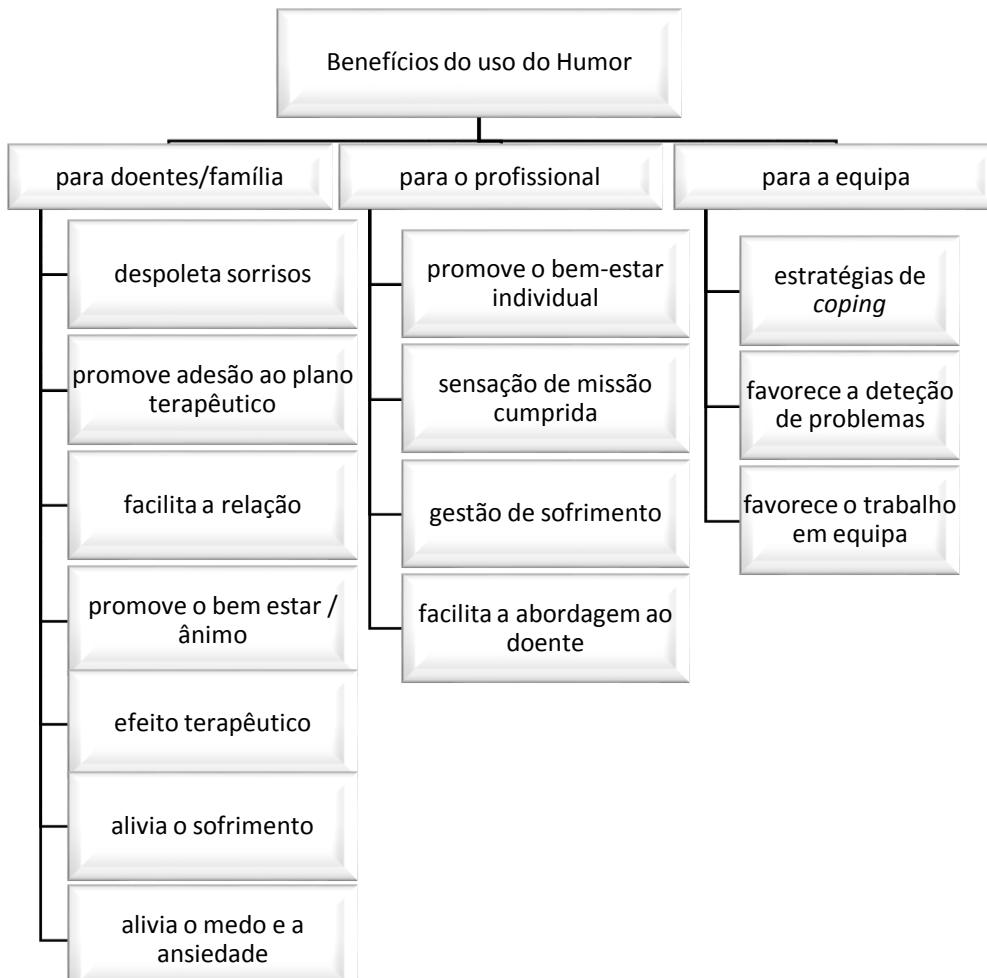 Benefícios do uso do Humor
para doentes/família
despoleta sorrisos
promove adesão ao plano
terapêutico
facilita a relação
promove o bem estar /
ânimo
efeito terapêutico
alivia o sofrimento
alivia o medo e a
ansiedade
para o profissional
promove o bem-estar
individual
sensação de missão
cumprida
gestão de sofrimento
facilita a abordagem ao
doente
para a equipa
estratégias de
coping
favorece a deteção
de problemas
favorece o trabalho
em equipa